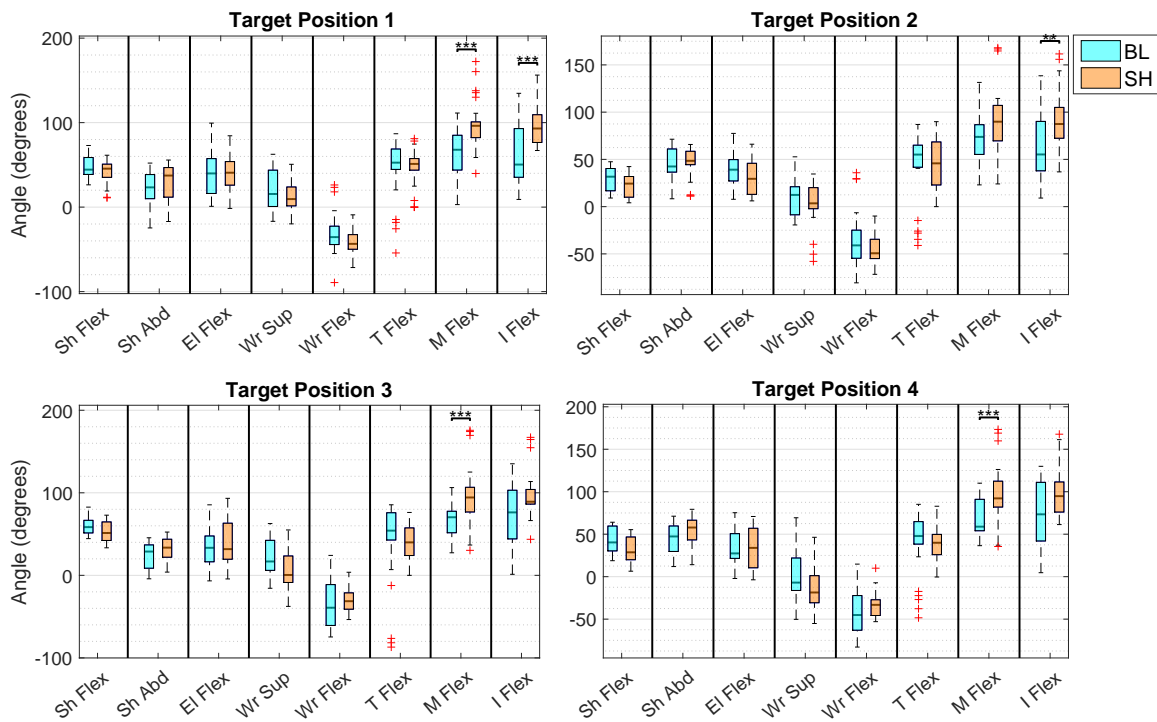 Target Position 1
Target Position 2
BL
SH
Angle (degrees)
200
100
0
-100
***
***
Sh Flex
Sh Abd
El Flex
Wr Sup
Wr Flex
T Flex
M Flex
I Flex
150
100
50
0
-50
**
Sh Flex
Sh Abd
El Flex
Wr Sup
Wr Flex
T Flex
M Flex
I Flex
Target Position 3
Target Position 4
Angle (degrees)
200
100
0
-100
***
Sh Flex
Sh Abd
El Flex
Wr Sup
Wr Flex
T Flex
M Flex
I Flex
200
150
100
50
0
-50
***
Sh Flex
Sh Abd
El Flex
Wr Sup
Wr Flex
T Flex
M Flex
I Flex